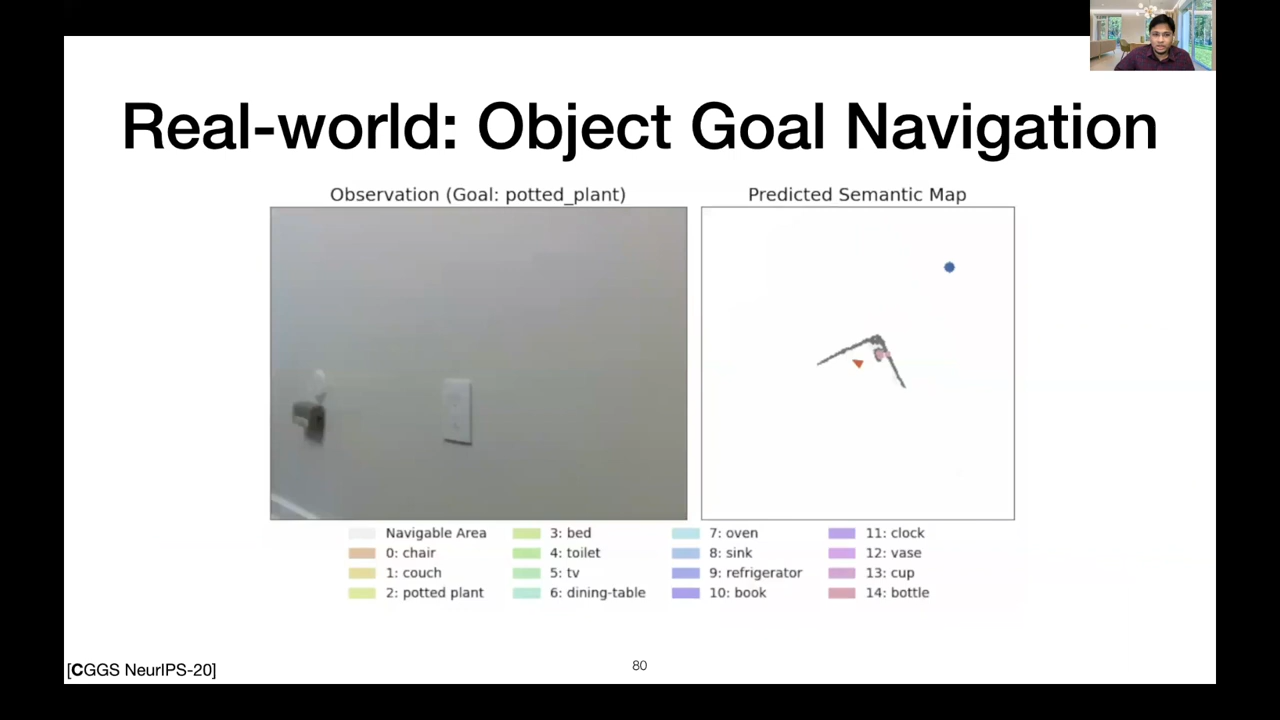 Real-world: Object Goal Navigation
Observation (Goal: potted_plant)
Predicted Semantic Map
Navigable Area
0: chair
1: couch
2: potted plant
3: bed
4: toilet
5: tv
6: dining-table
7: oven
8: sink
9: refrigerator
10: book
11: clock
12: vase
13: cup
14: bottle
[CGGS NeurIPS-20]
80